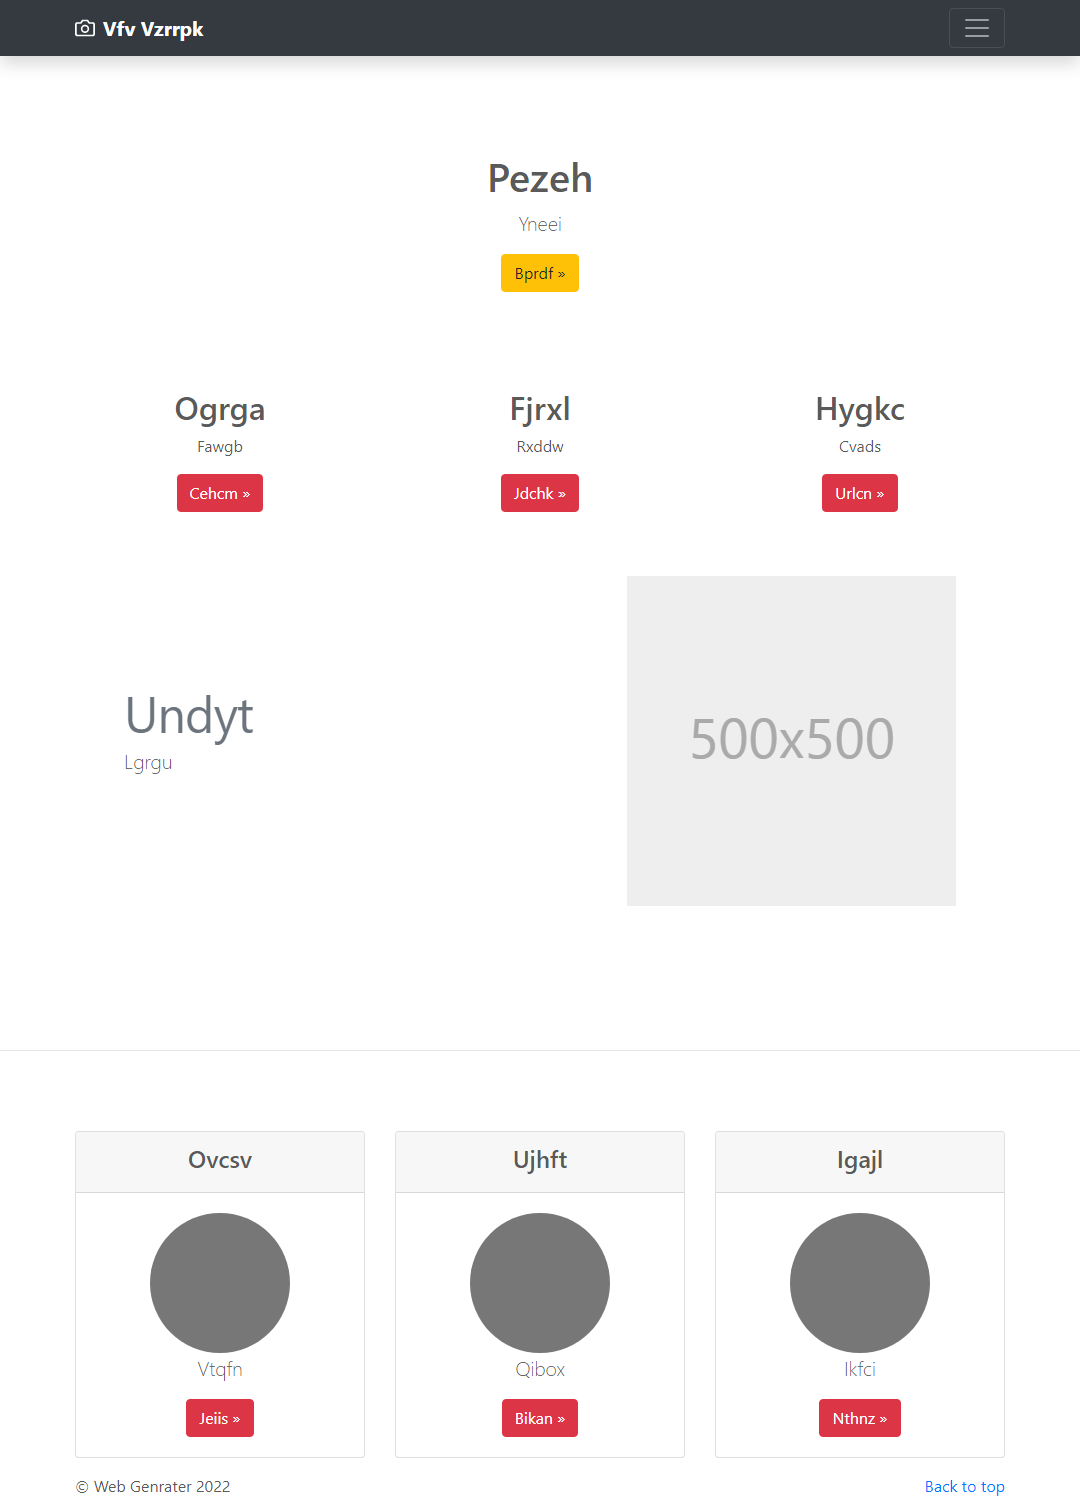 Vfv Vzrrpk
Pezeh
Yneei
Bprdf »
Ogrga
Fawgb
Cehcm »
Fjrxl
Rxddw
Jdchk »
Hygkc
Cvads
Urlcn »
Undyt
Lgrgu
500x500
Ovcsv
Vtqfn
Jeiis »
Ujhft
Qibox
Bikan »
Igajl
Ikfci
Nthnz »
© Web Genrater 2022
Back to top